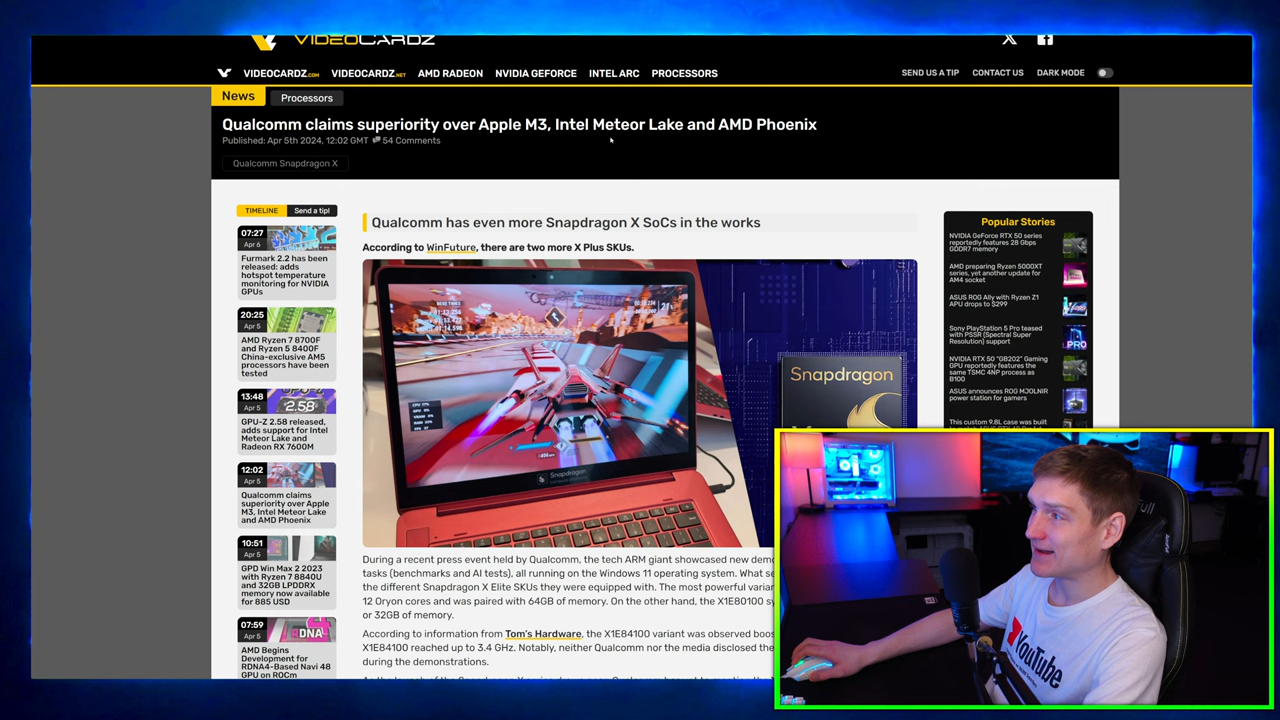 VIDEOCARDZ
VIDEOCARDZ.COM VIDEOCARDZ.NET AMD RADEON NVIDIA GEFORCE INTEL ARC PROCESSORS SEND US A TIP CONTACT US DARK MODE
News Processors
Qualcomm claims superiority over Apple M3, Intel Meteor Lake and AMD Phoenix
Published: Apr 5th 2024, 12:02 GMT 54 Comments
Qualcomm Snapdragon X
TIMELINE Send a tip!
07:27
Apr 6
Furmark 2.2 has been
released: adds
hotspot temperature
monitoring for NVIDIA
GPUs
20:25
Apr 5
AMD Ryzen 7 8700F
and Ryzen 5 8400F
China-exclusive AM5
processors have been
tested
13:48
Apr 5
2.58
GPU-Z 2.58 released,
adds support for Intel
Meteor Lake and
Radeon RX 7600M
12:02
Apr 5
Qualcomm claims
superiority over Apple
M3, Intel Meteor Lake
and AMD Phoenix
10:51
Apr 5
GPD Win Max 2 2023
with Ryzen 7 8840U
and 32GB LPDDRX
memory now available
for 885 USD
07:59
Apr 5
RDNA
AMD Begins
Development for
RDNA4-Based Navi 48
GPU on ROCm
Qualcomm has even more Snapdragon X SoCs in the works
According to WinFuture, there are two more X Plus SKUs.
Snapdragon
Snapdragon
During a recent press event held by Qualcomm, the tech ARM giant showcased new demo
tasks (benchmarks and AI tests), all running on the Windows 11 operating system. What se
the different Snapdragon X Elite SKUs they were equipped with. The most powerful varian
12 Oryon cores and was paired with 64GB of memory. On the other hand, the X1E80100 sy
or 32GB of memory.
According to information from Tom's Hardware, the X1E84100 variant was observed boos
X1E84100 reached up to 3.4 GHz. Notably, neither Qualcomm nor the media disclosed the
during the demonstrations.
Popular Stories
NVIDIA GeForce RTX 50 series
reportedly features 28 Gbps
GDDR7 memory
AMD preparing Ryzen 5000XT
series, yet another update for
AM4 socket
ASUS ROG Ally with Ryzen Z1
APU drops to $299
Sony PlayStation 5 Pro teased
with PSSR (Spectral Super
Resolution) support
PRO
NVIDIA RTX 50 "GB202" Gaming
GPU reportedly features the
same TSMC 4NP process as
B100
ASUS announces ROG MJOLNIR
power station for gamers
This custom 9.8L case was built
YouTube